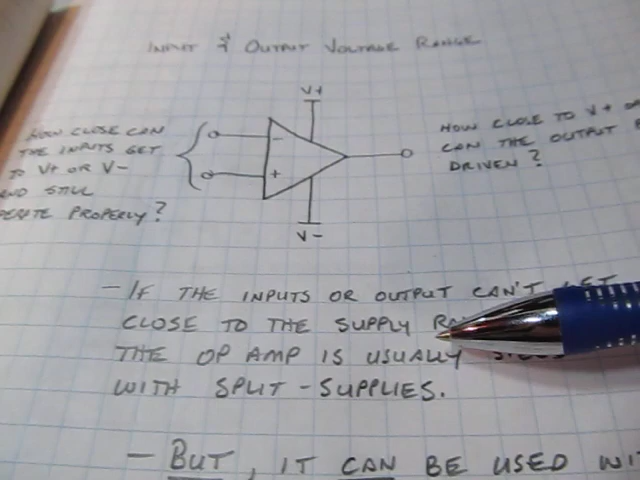 INPUT & OUTPUT VOLTAGE RANGE
V+
HOW CLOSE CAN
THE INPUTS GET
TO V+ OR V-
AND STILL
OPERATE PROPERLY?
-
+
V-
HOW CLOSE TO V+
CAN THE OUTPUT
DRIVEN?
- IF THE INPUTS OR OUTPUT CAN'T GET
CLOSE TO THE SUPPLY
THE OP AMP IS USUALLY
WITH SPLIT-SUPPLIES.
- BUT, IT CAN BE USED